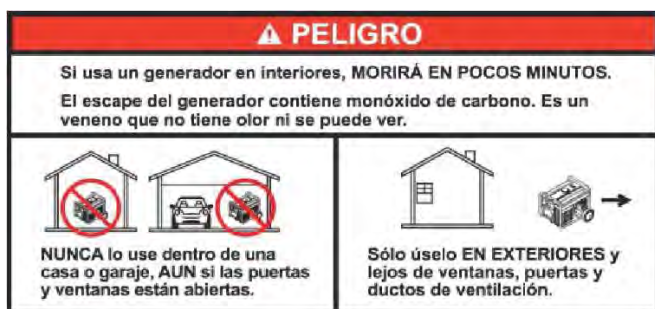 PELIGRO
Si usa un generador en interiores, MORIRÁ EN POCOS MINUTOS.
El escape del generador contiene monóxido de carbono. Es un
veneno que no tiene olor ni se puede ver.
NUNCA lo use dentro de una
casa o garaje, AUN si las puertas
y ventanas están abiertas.
Sólo úselo EN EXTERIORES y
lejos de ventanas, puertas y
ductos de ventilación.